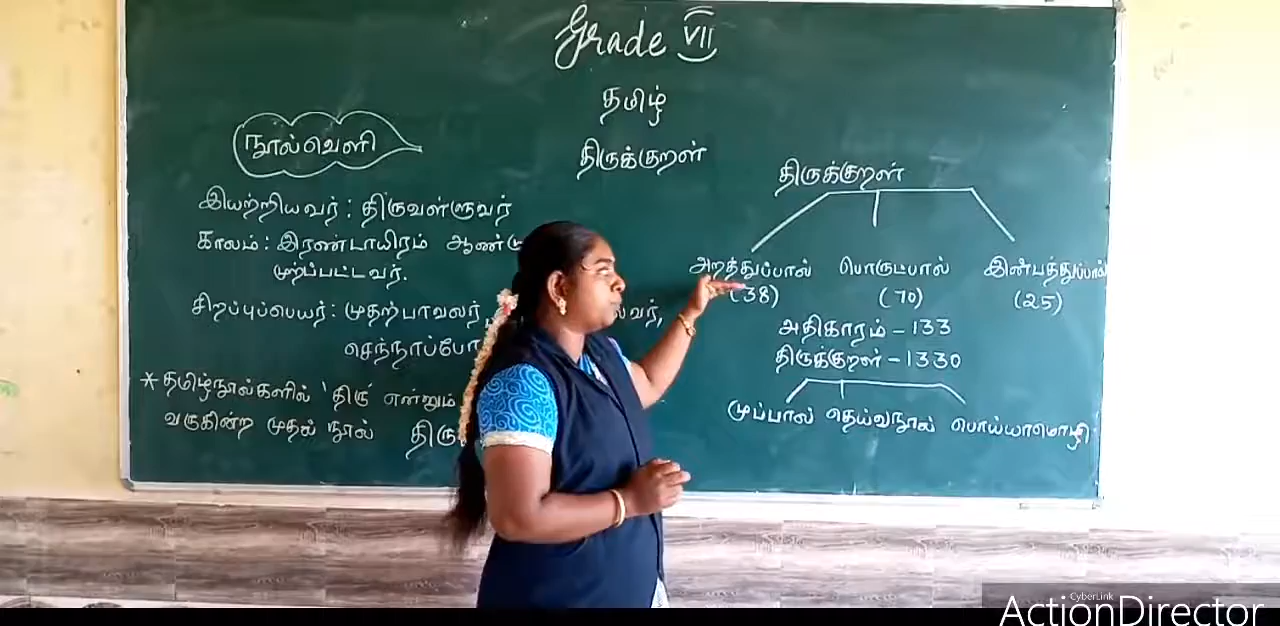 Grade VII
தமிழ்
திருக்குறள்
நூல்வெளி
இயற்றியவர் : திருவள்ளுவர்
காலம் : இரண்டாயிரம்
முற்பட்டவர்.
சிறப்புப்பெயர் : முதற்பாவலர்
* தமிழ்நூல்களில் 'திரு' என்னும்
வருகின்ற முதல் நூல்
திருக்குறள்
அறத்துப்பால் பொருட்பால் இன்பத்துப்பால்
(38) (70) (25)
அதிகாரம் - 133
திருக்குறள் - 1330
முப்பால் தெய்வநூல் பொய்யாமொழி
CyberLink
ActionDirector